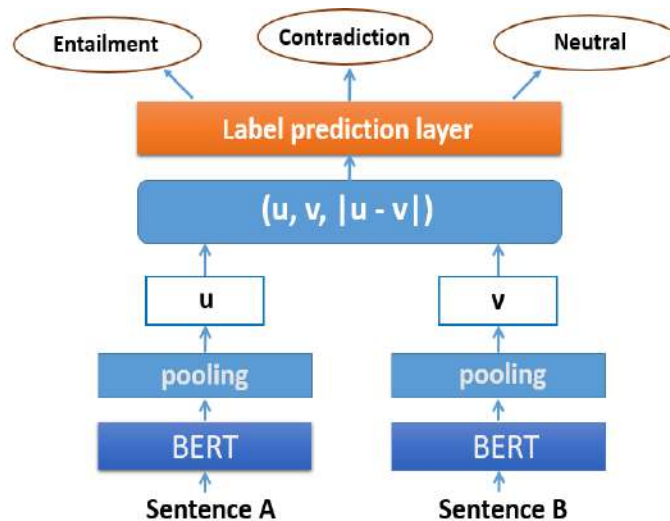 Entailment
Contradiction
Neutral
Label prediction layer
(u, v, |u - v|)
u
v
pooling
pooling
BERT
BERT
Sentence A
Sentence B